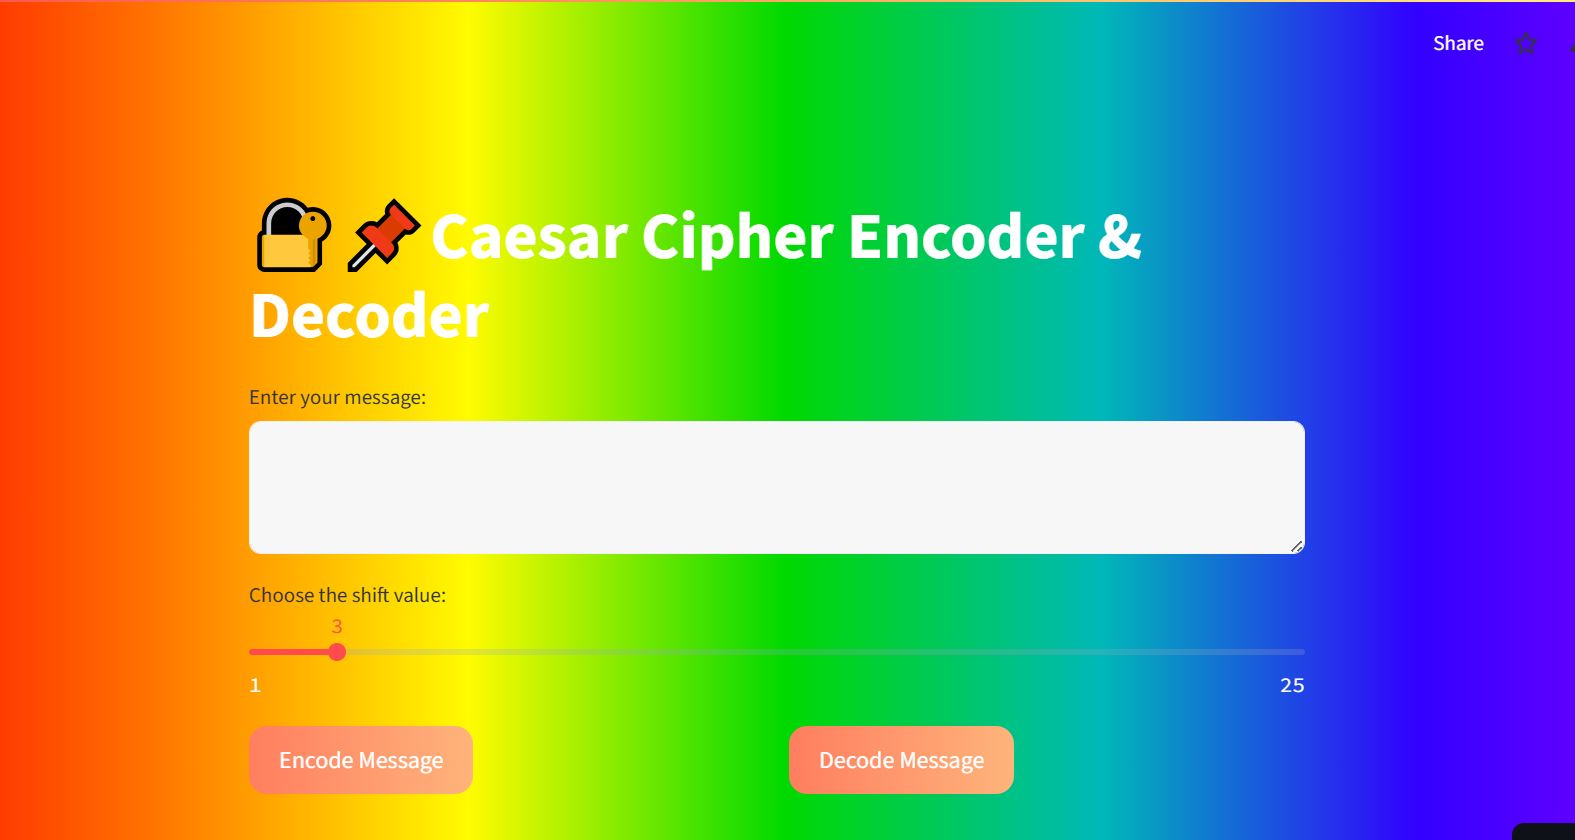 Share
🔐📌 Caesar Cipher Encoder &
Decoder
Enter your message:
Choose the shift value:
3
1 25
Encode Message Decode Message